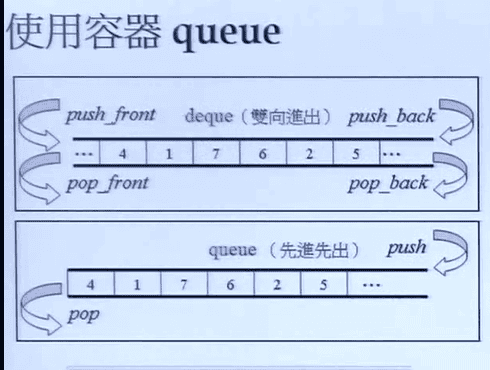 使用容器 queue
push_front deque（雙向進出） push_back
··· 4 1 7 6 2 5 ···
pop_front pop_back
queue （先進先出） push
4 1 7 6 2 5 ···
pop